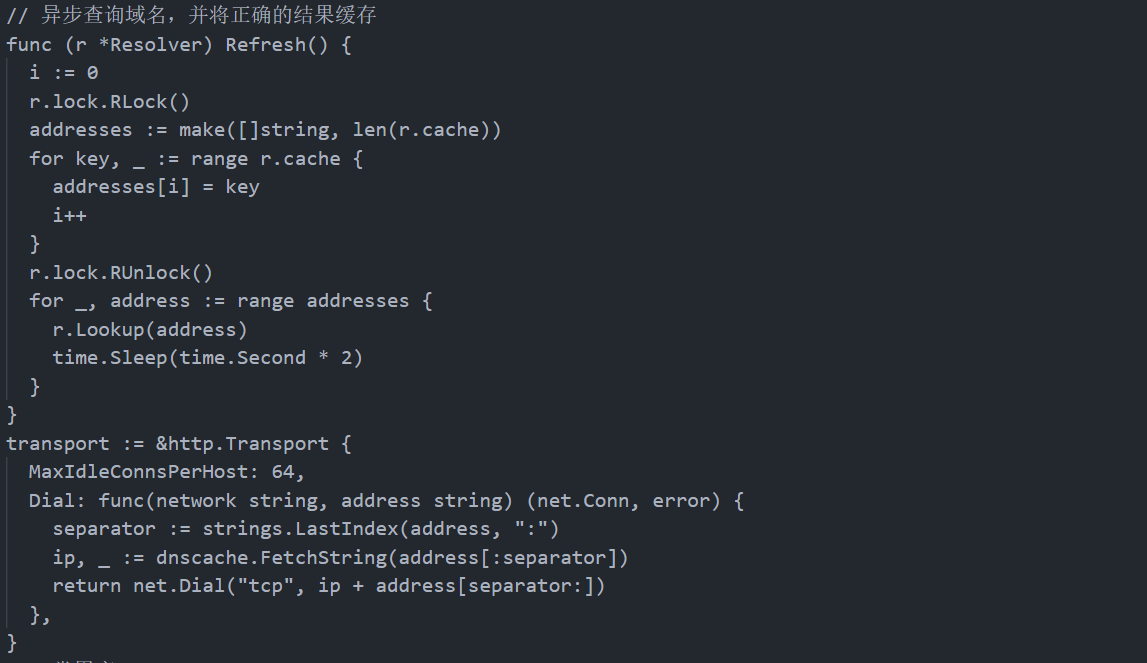 // 异步查询域名，并将正确的结果缓存
func (r *Resolver) Refresh() {
  i := 0
  r.lock.RLock()
  addresses := make([]string, len(r.cache))
  for key, _ := range r.cache {
    addresses[i] = key
    i++
  }
  r.lock.RUnlock()
  for _, address := range addresses {
    r.Lookup(address)
    time.Sleep(time.Second * 2)
  }
}
transport := &http.Transport {
  MaxIdleConnsPerHost: 64,
  Dial: func(network string, address string) (net.Conn, error) {
    separator := strings.LastIndex(address, ":")
    ip, _ := dnscache.FetchString(address[:separator])
    return net.Dial("tcp", ip + address[separator:])
  },
}